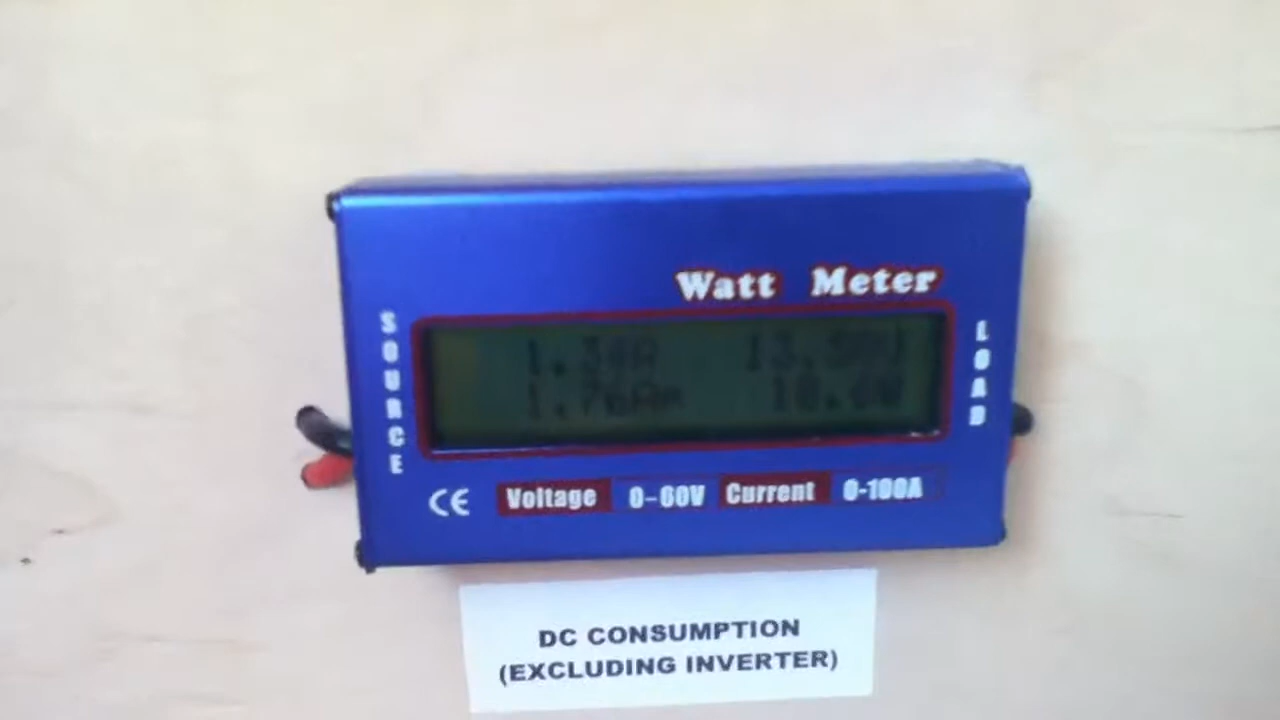 Watt Meter
SOURCE
LOAD
CE
Voltage 0-60V Current 0-100A
DC CONSUMPTION
(EXCLUDING INVERTER)